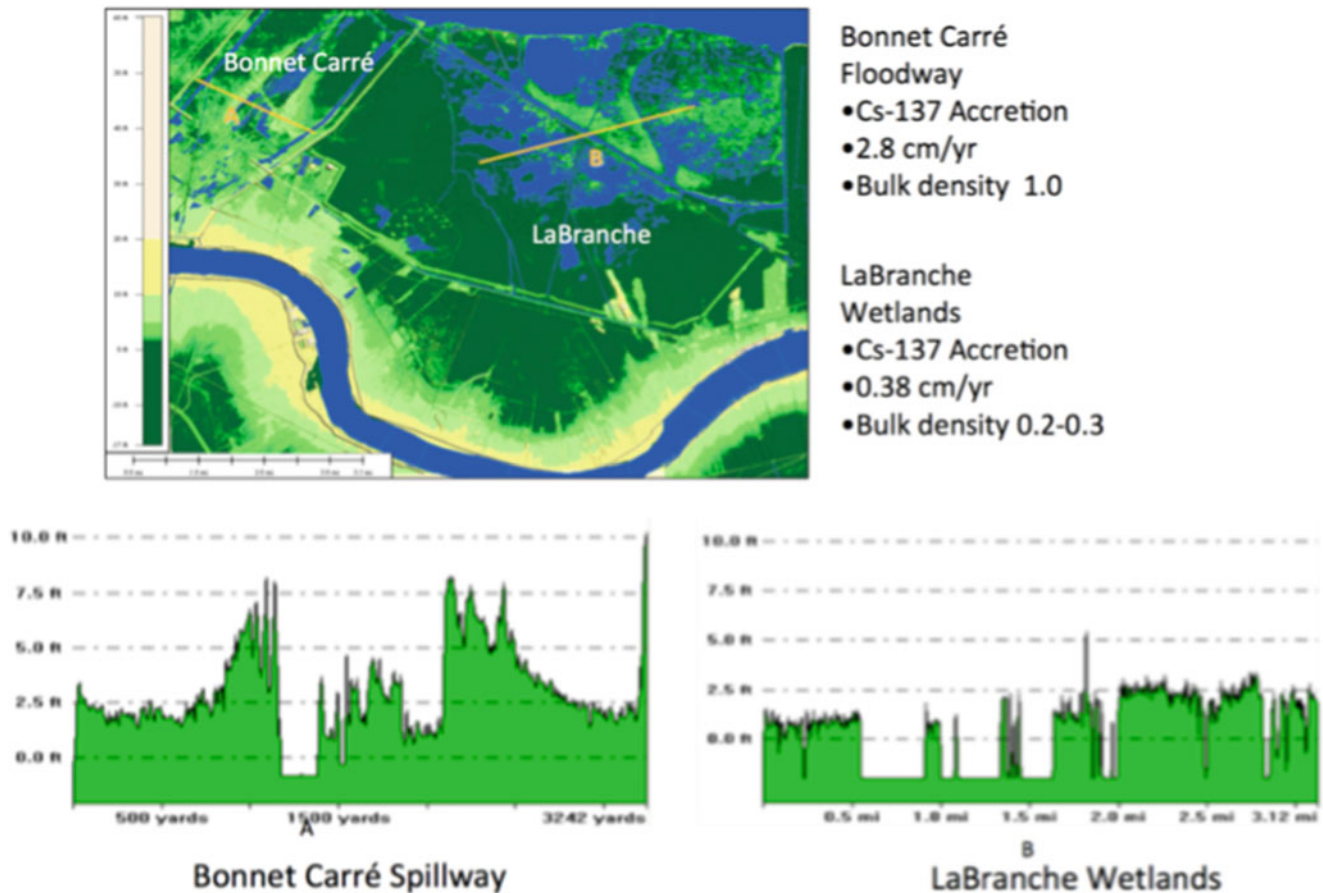 Bonnet Carré
A
B
LaBranche
Bonnet Carré
Floodway
•Cs-137 Accretion
•2.8 cm/yr
•Bulk density 1.0
LaBranche
Wetlands
•Cs-137 Accretion
•0.38 cm/yr
•Bulk density 0.2-0.3
10.0 ft
7.5 ft
5.0 ft
2.5 ft
0.0 ft
500 yards 1500 yards 3242 yards
A
Bonnet Carré Spillway
10.0 ft
7.5 ft
5.0 ft
2.5 ft
0.0 ft
0.5 mi 1.0 mi 1.5 mi 2.0 mi 2.5 mi 3.12 mi
B
LaBranche Wetlands